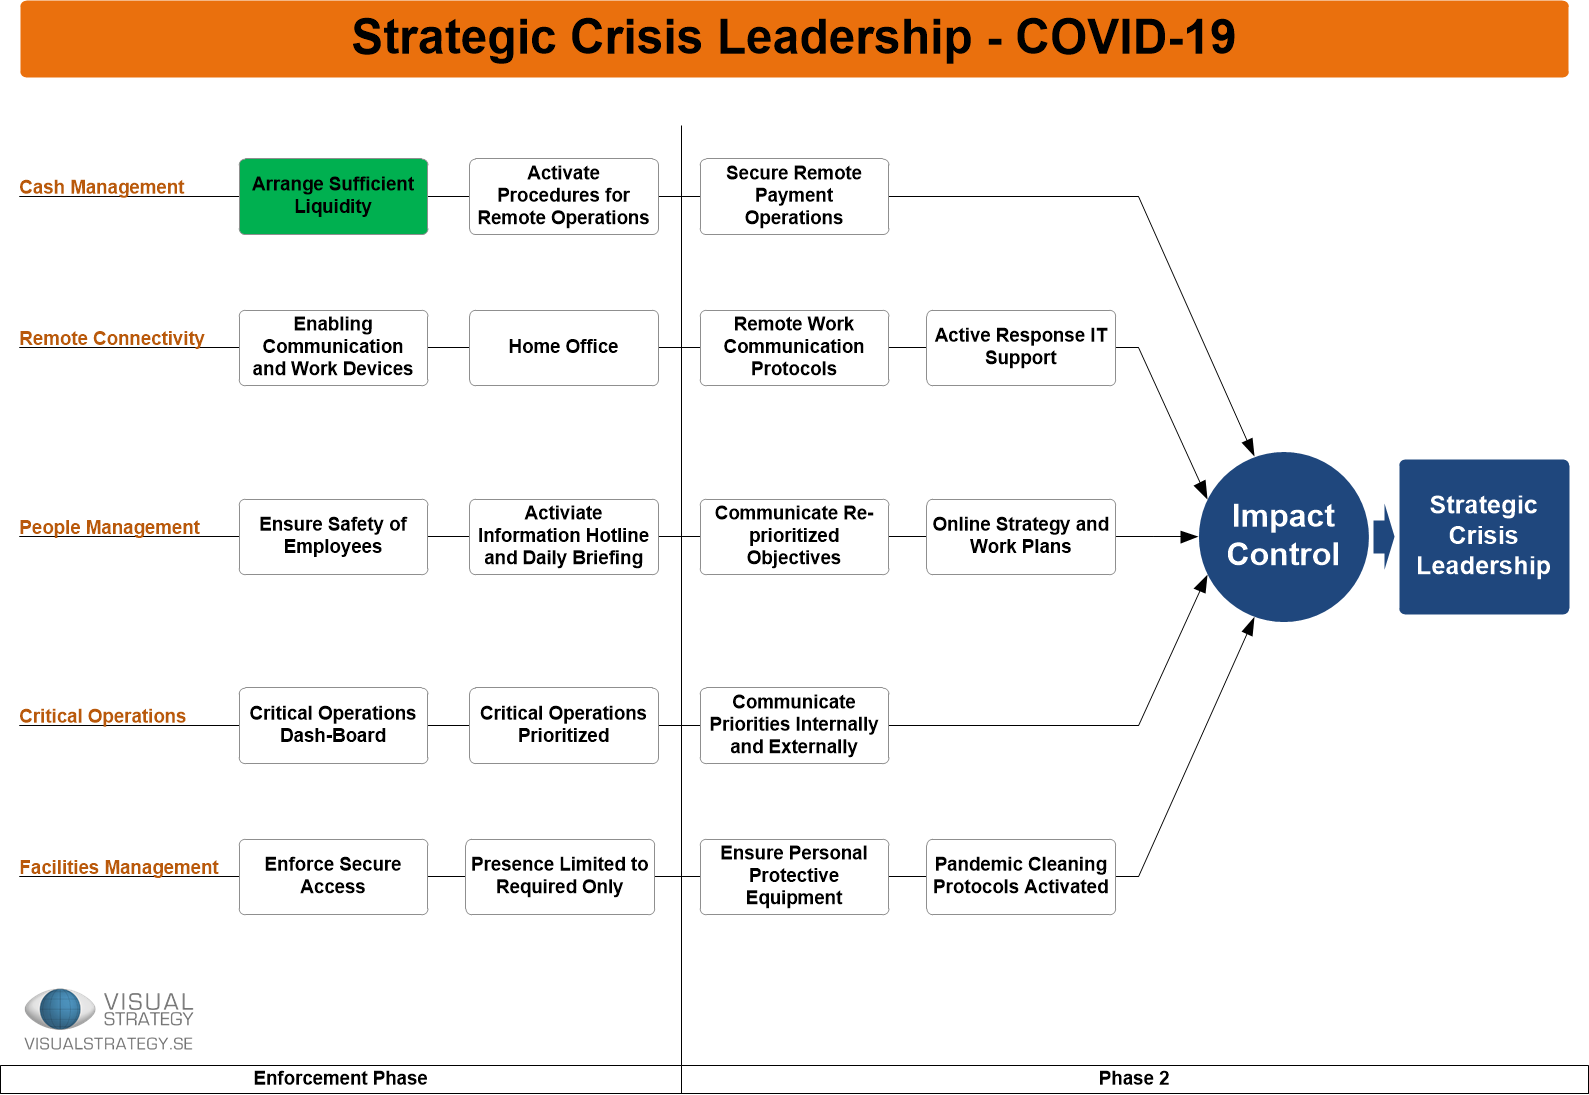 Strategic Crisis Leadership - COVID-19
Cash Management
Arrange Sufficient
Liquidity
Activate
Procedures for
Remote Operations
Secure Remote
Payment
Operations
Remote Connectivity
Enabling
Communication
and Work Devices
Home Office
Remote Work
Communication
Protocols
Active Response IT
Support
People Management
Ensure Safety of
Employees
Activiate
Information Hotline
and Daily Briefing
Communicate Re-
prioritized
Objectives
Online Strategy and
Work Plans
Impact
Control
Strategic
Crisis
Leadership
Critical Operations
Critical Operations
Dash-Board
Critical Operations
Prioritized
Communicate
Priorities Internally
and Externally
Facilities Management
Enforce Secure
Access
Presence Limited to
Required Only
Ensure Personal
Protective
Equipment
Pandemic Cleaning
Protocols Activated
VISUAL
STRATEGY
VISUALSTRATEGY.SE
Enforcement Phase
Phase 2